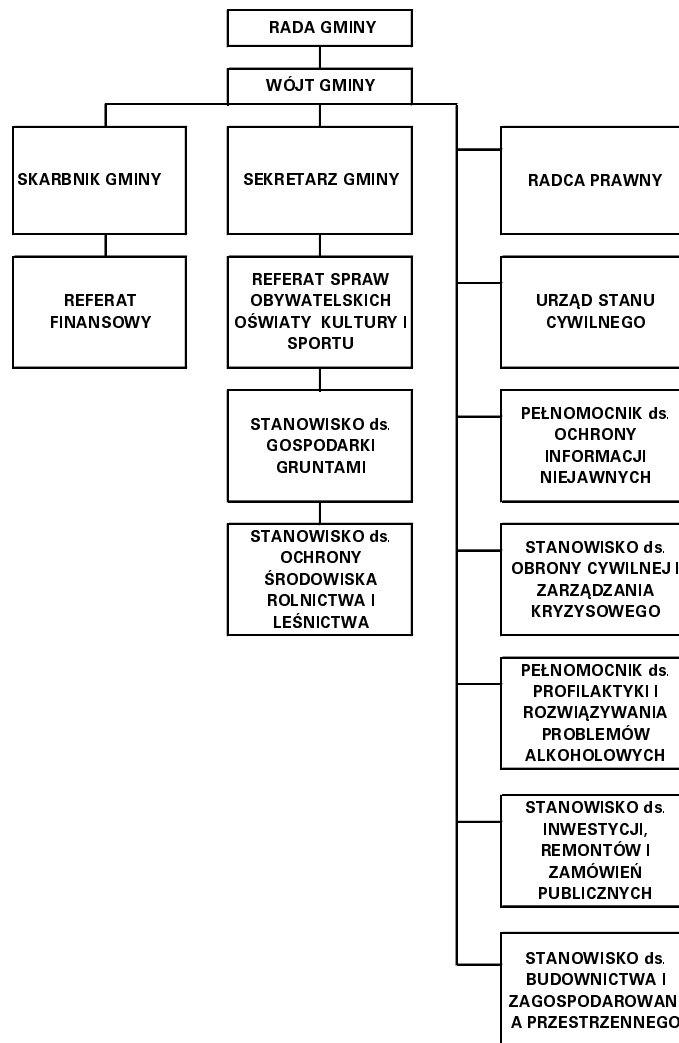 RADA GMINY
WÓJT GMINY
SKARBNIK GMINY
SEKRETARZ GMINY
RADCA PRAWNY
REFERAT
FINANSOWY
REFERAT SPRAW
OBYWATELSKICH
OŚWIATY KULTURY I
SPORTU
URZĄD STANU
CYWILNEGO
STANOWISKO ds.
GOSPODARKI
GRUNTAMI
PEŁNOMOCNIK ds.
OCHRONY
INFORMACJI
NIEJAWNYCH
STANOWISKO ds.
OCHRONY
ŚRODOWISKA
ROLNICTWA I
LEŚNICTWA
STANOWISKO ds.
OBRONY CYWILNEJ I
ZARZĄDZANIA
KRYZYSOWEGO
PEŁNOMOCNIK ds.
PROFILAKTYKI I
ROZWIĄZYWANIA
PROBLEMÓW
ALKOHOLOWYCH
STANOWISKO ds.
INWESTYCJI,
REMONTÓW I
ZAMÓWIEŃ
PUBLICZNYCH
STANOWISKO ds.
BUDOWNICTWA I
ZAGOSPODAROWANI
A PRZESTRZENNEGO